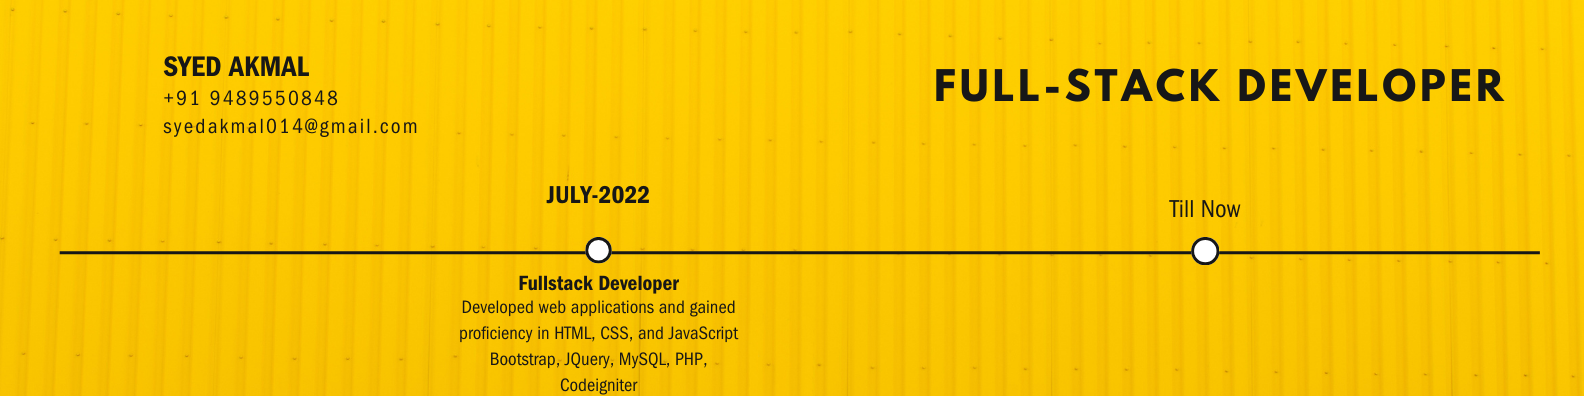 SYED AKMAL
+91 9489550848
syedakmal014@gmail.com
FULL-STACK DEVELOPER
JULY-2022
Till Now
Fullstack Developer
Developed web applications and gained
proficiency in HTML, CSS, and JavaScript
Bootstrap, JQuery, MySQL, PHP,
Codeigniter